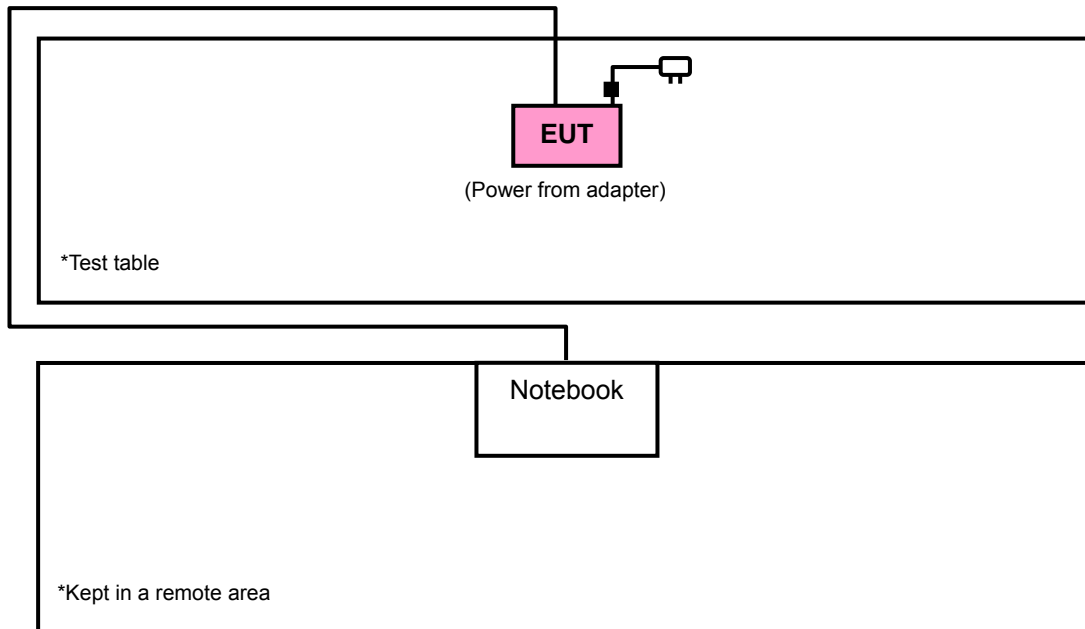 EUT
(Power from adapter)
*Test table
Notebook
*Kept in a remote area